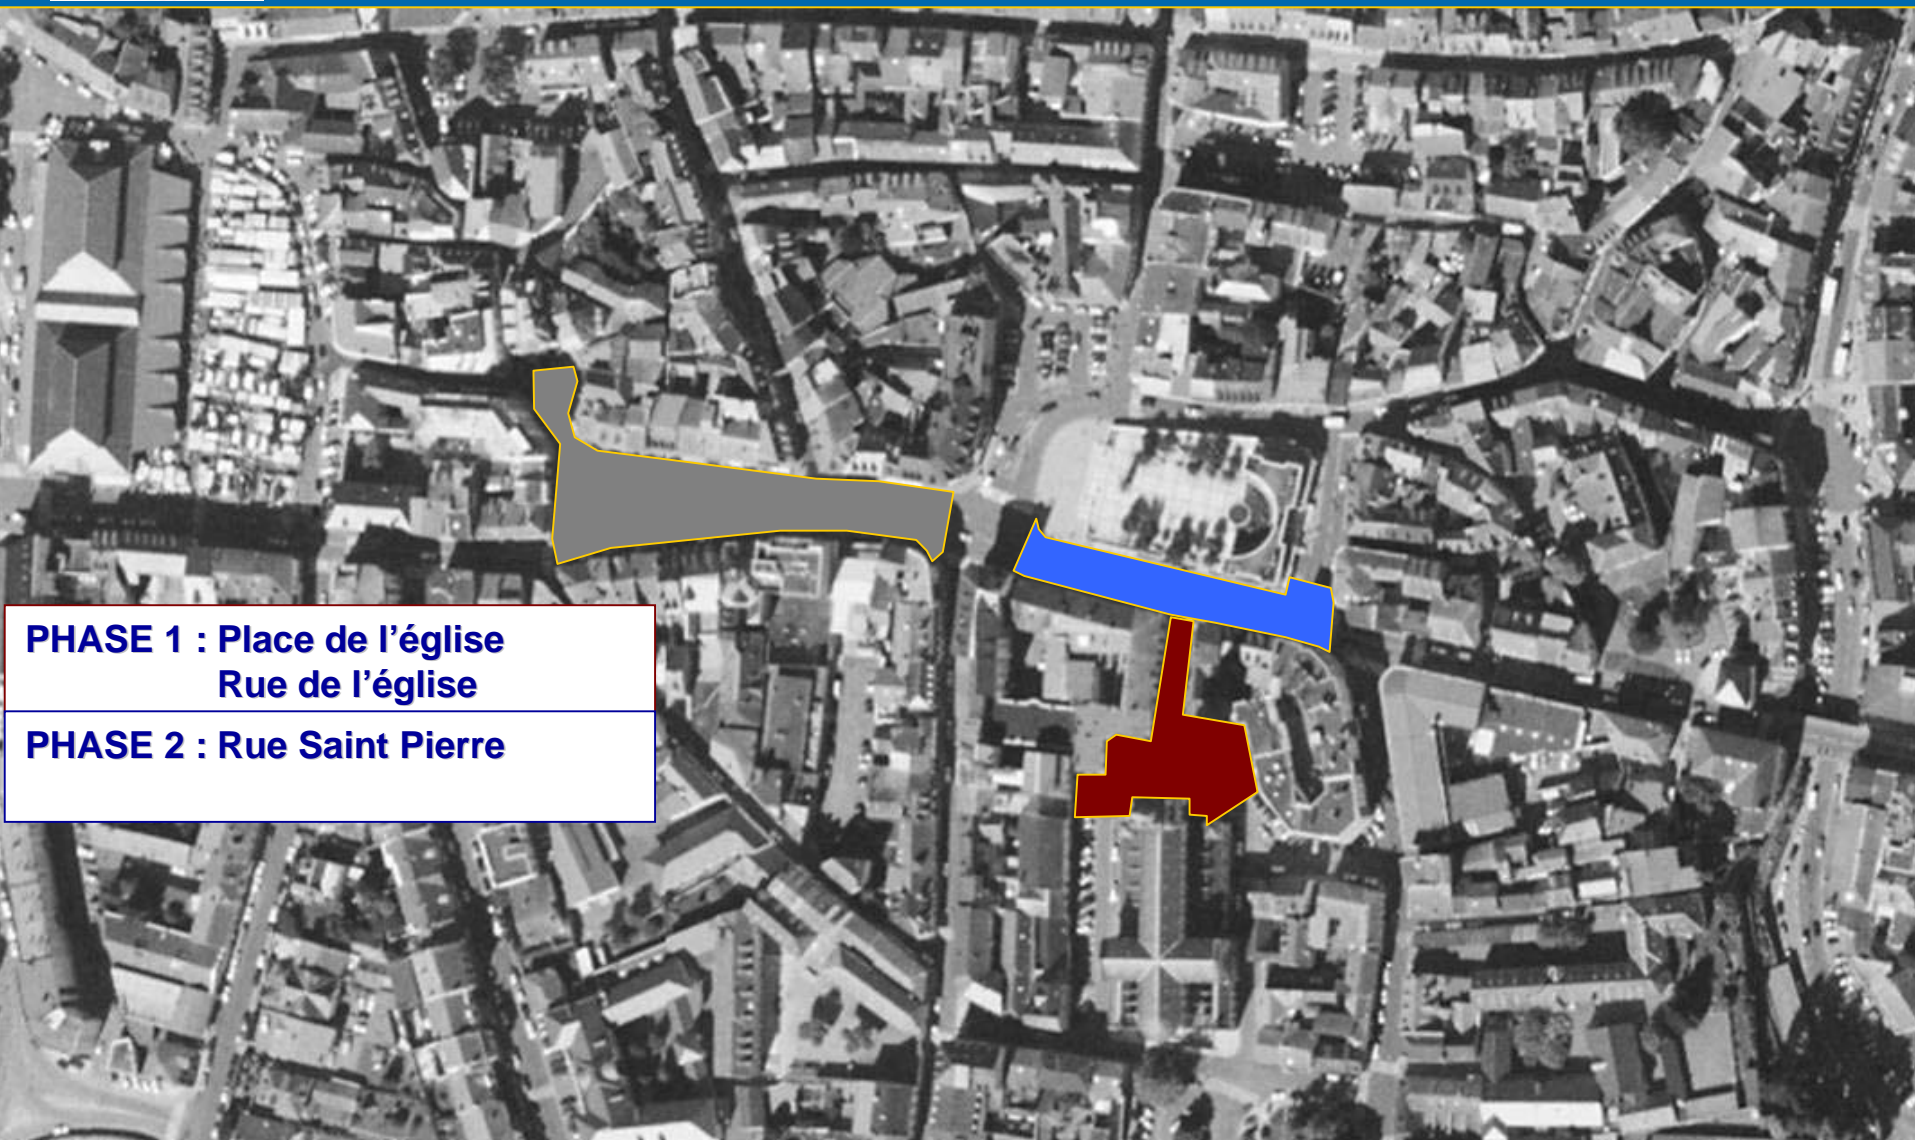 PHASE 1 : Place de l’église
Rue de l’église
PHASE 2 : Rue Saint Pierre